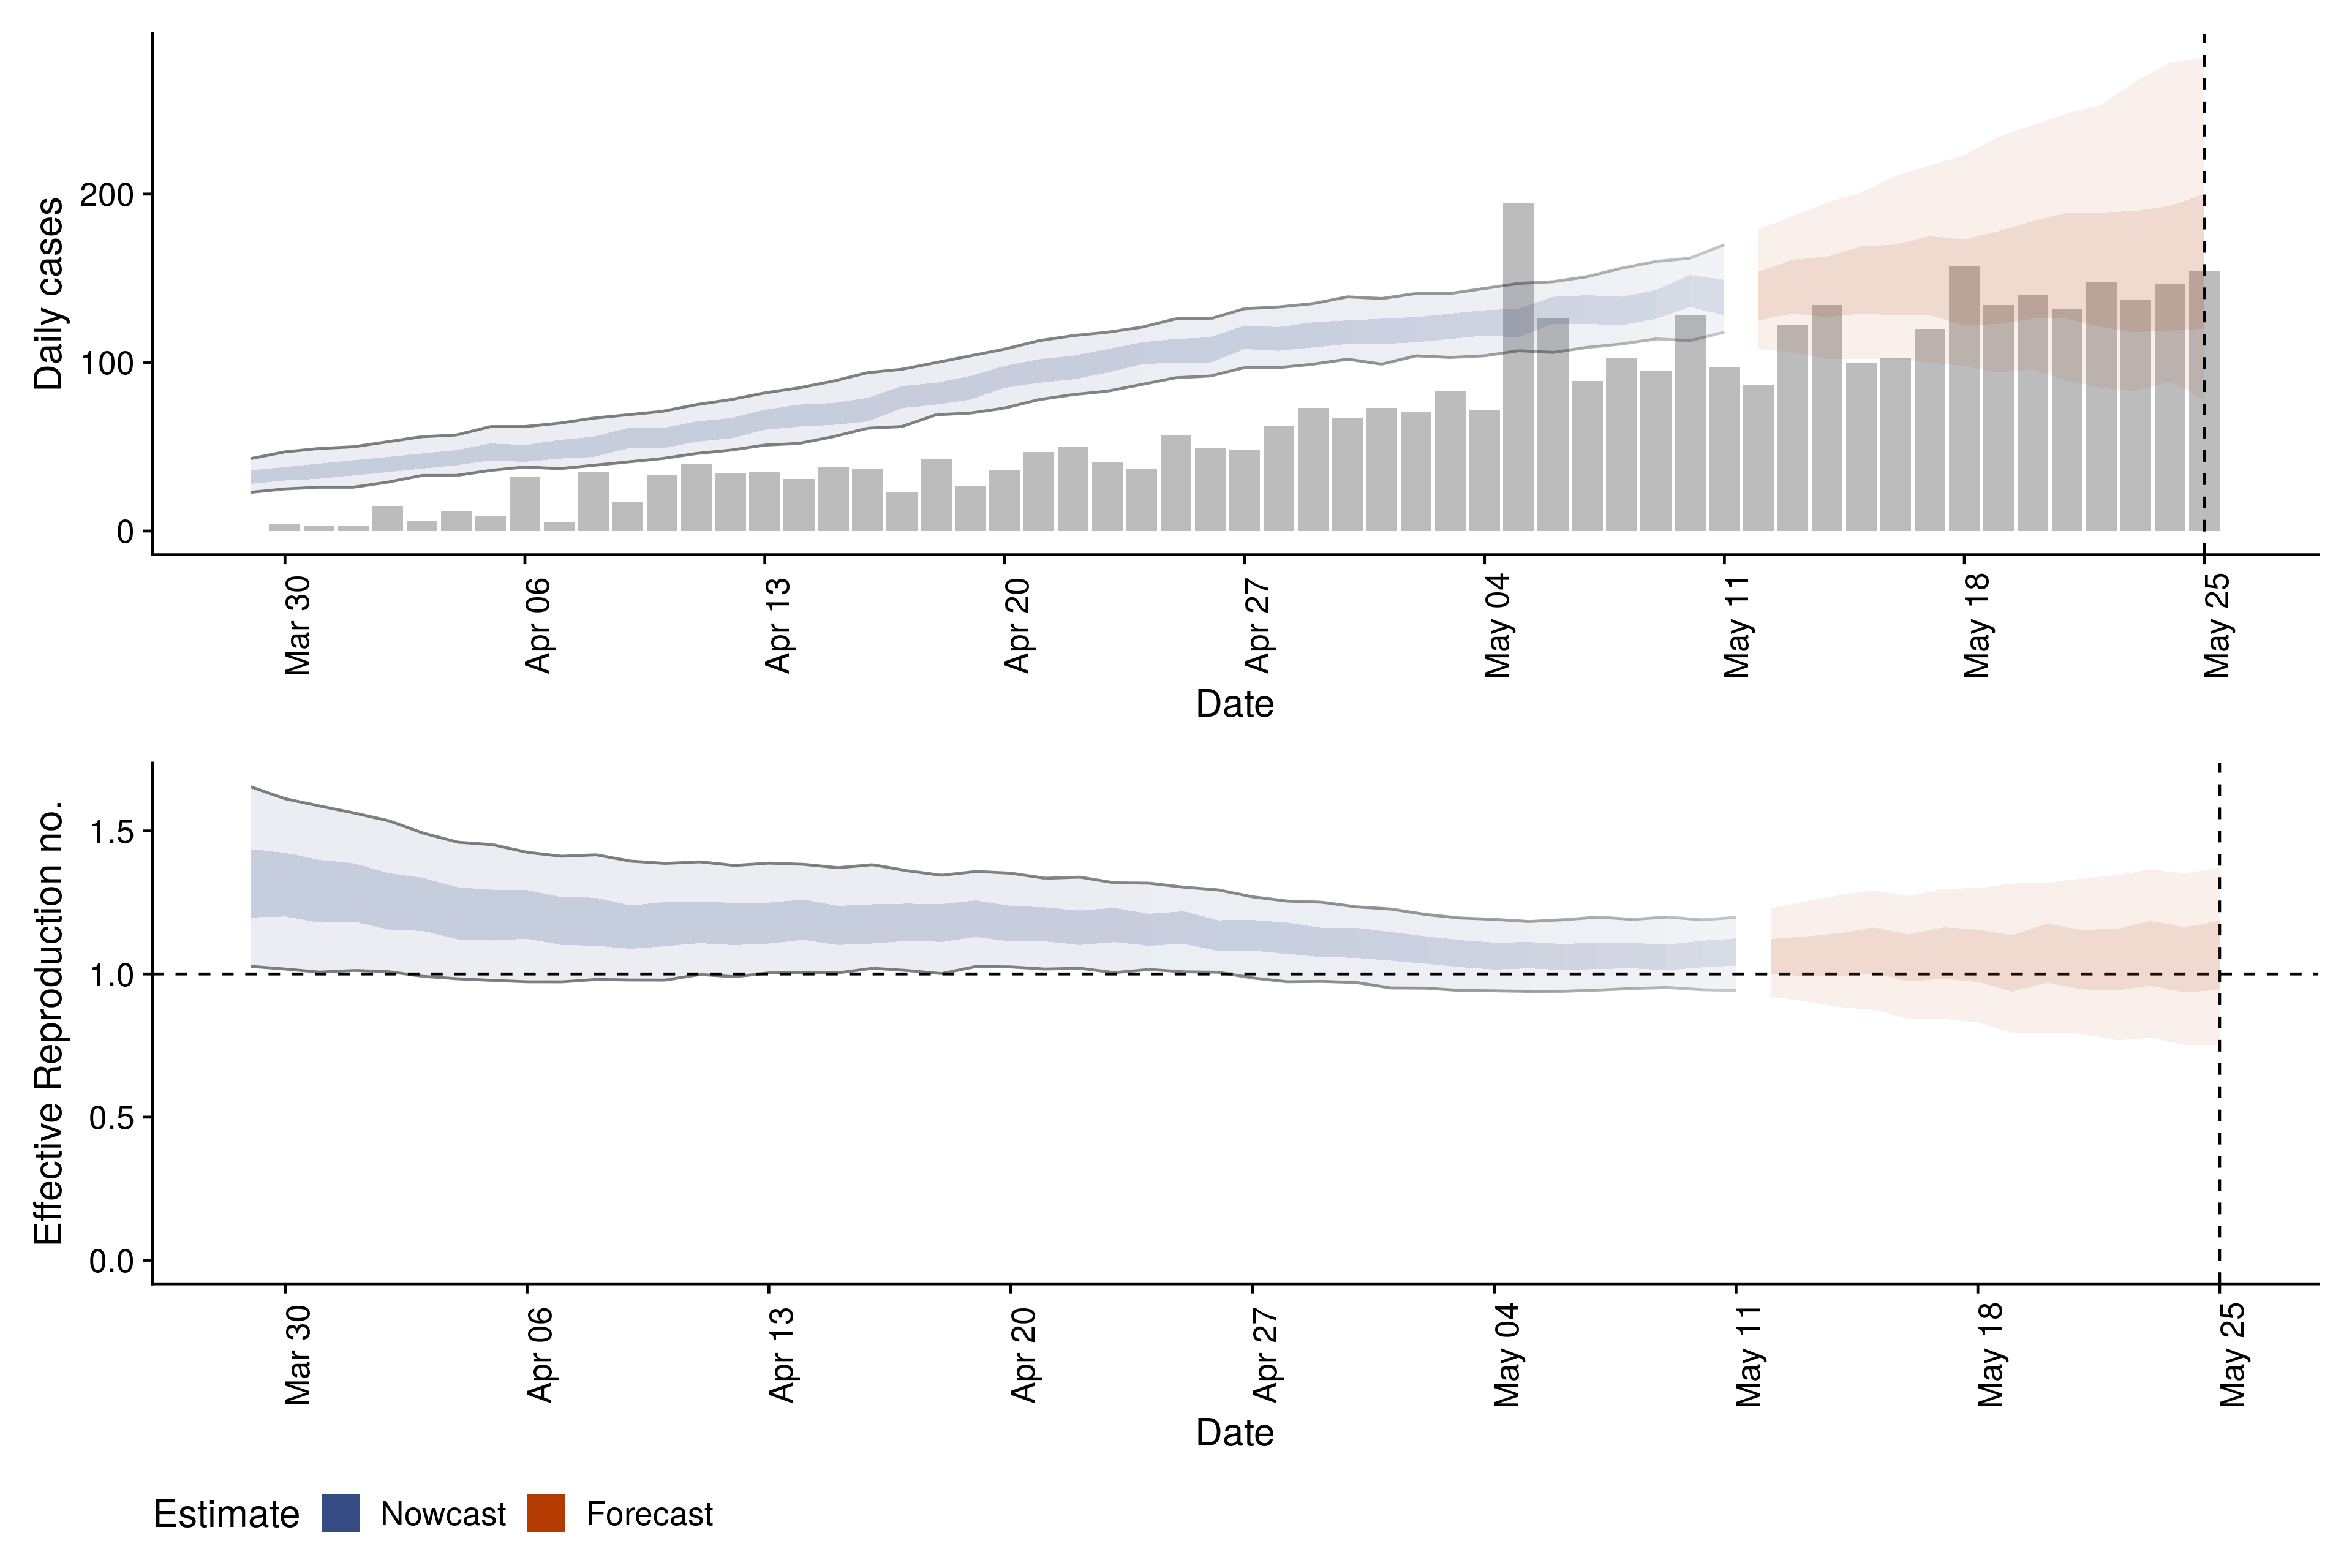 Daily cases
200
100
0
Mar 30
Apr 06
Apr 13
Apr 20
Apr 27
May 04
May 11
May 18
May 25
Date
Effective Reproduction no.
1.5
1.0
0.5
0.0
Mar 30
Apr 06
Apr 13
Apr 20
Apr 27
May 04
May 11
May 18
May 25
Date
Estimate Nowcast Forecast